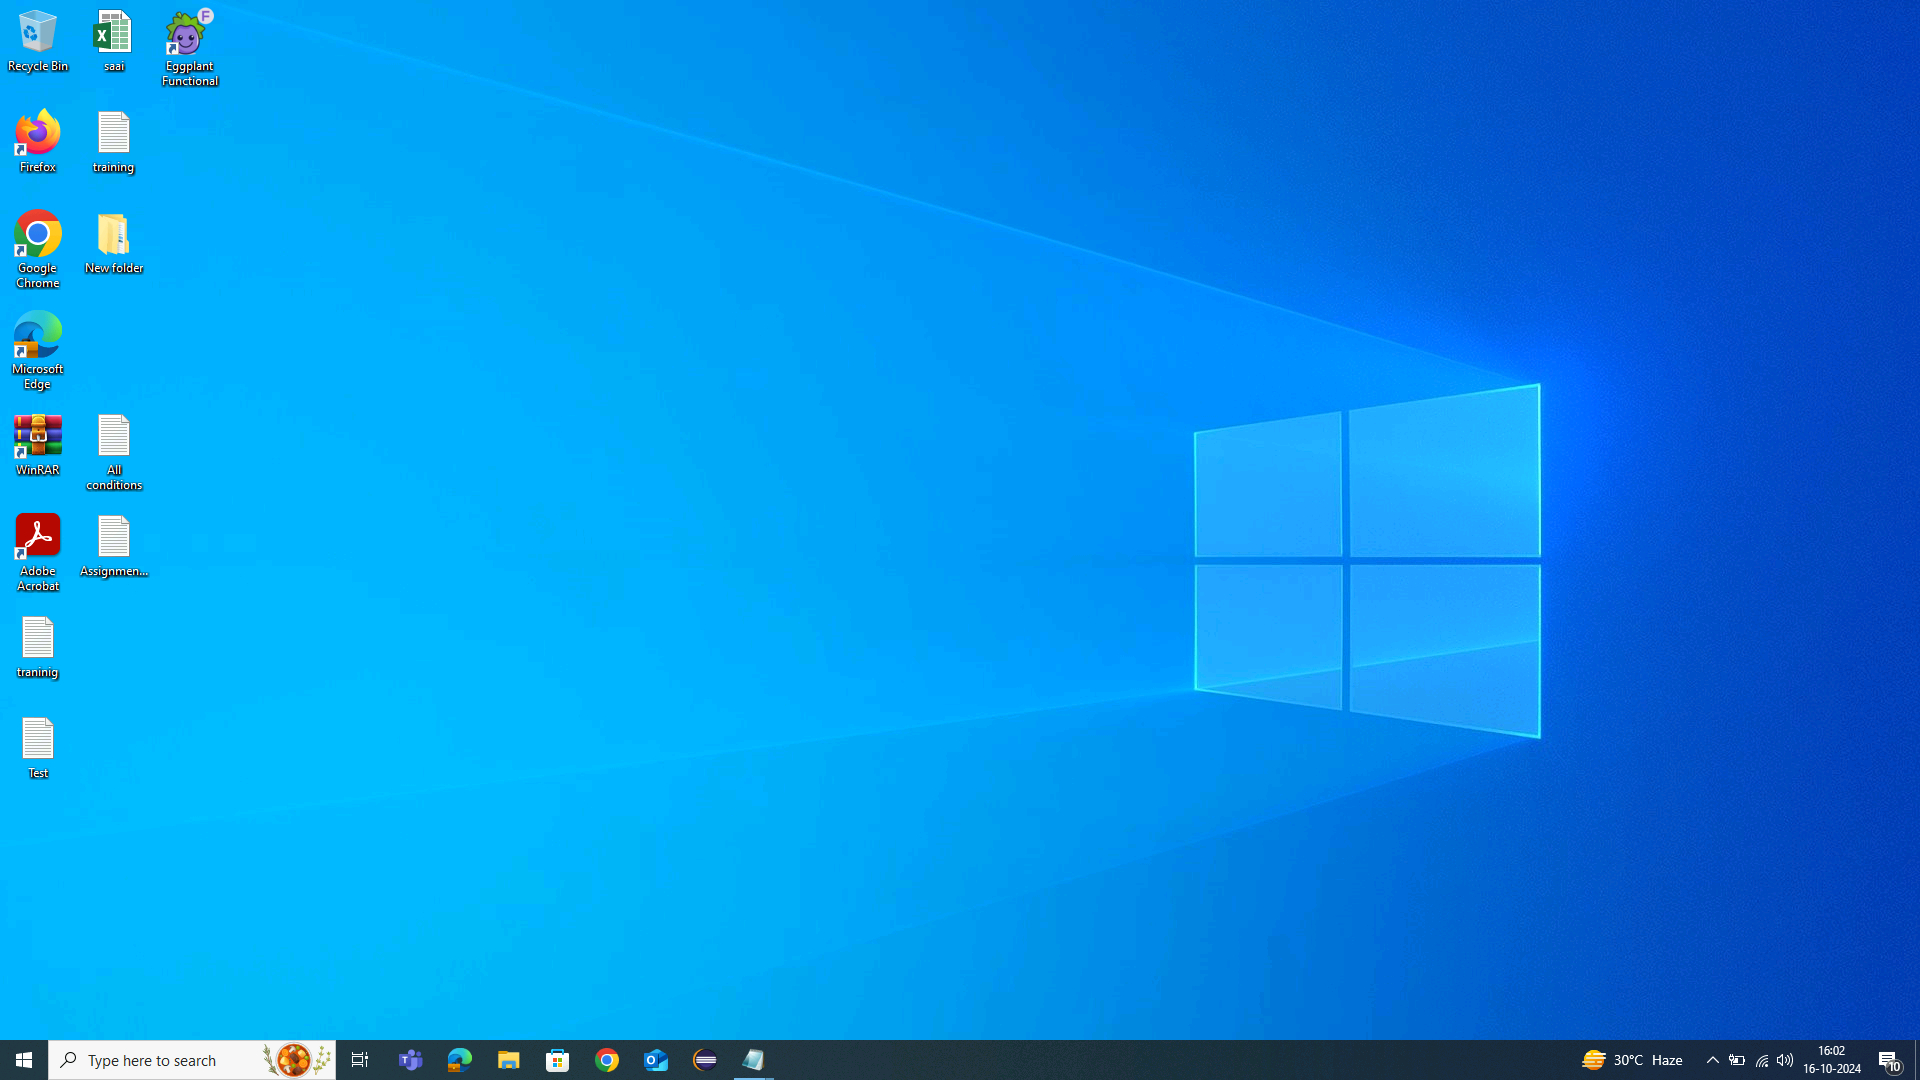 Recycle Bin
saai
Eggplant
Functional
F
Firefox
training
Google
Chrome
New folder
Microsoft
Edge
WinRAR
All
conditions
Adobe
Acrobat
Assignmen...
traninig
Test
Type here to search
30°C Haze
16:02
16-10-2024
10